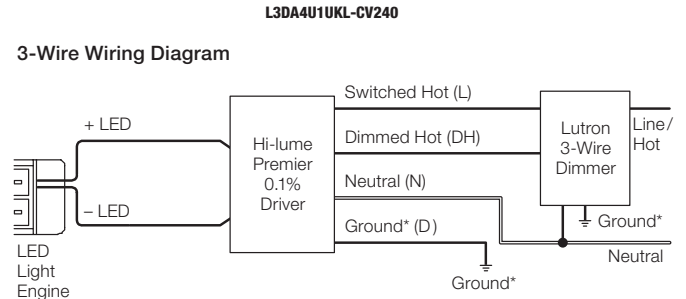 L3DA4U1UKL-CV240
3-Wire Wiring Diagram
Switched Hot (L)
+ LED
Hi-lume
Premier
0.1%
Driver
Dimmed Hot (DH)
Lutron
3-Wire
Dimmer
Line/
Hot
Neutral (N)
– LED
Ground* (D)
Ground*
Neutral
LED
Light
Engine
Ground*